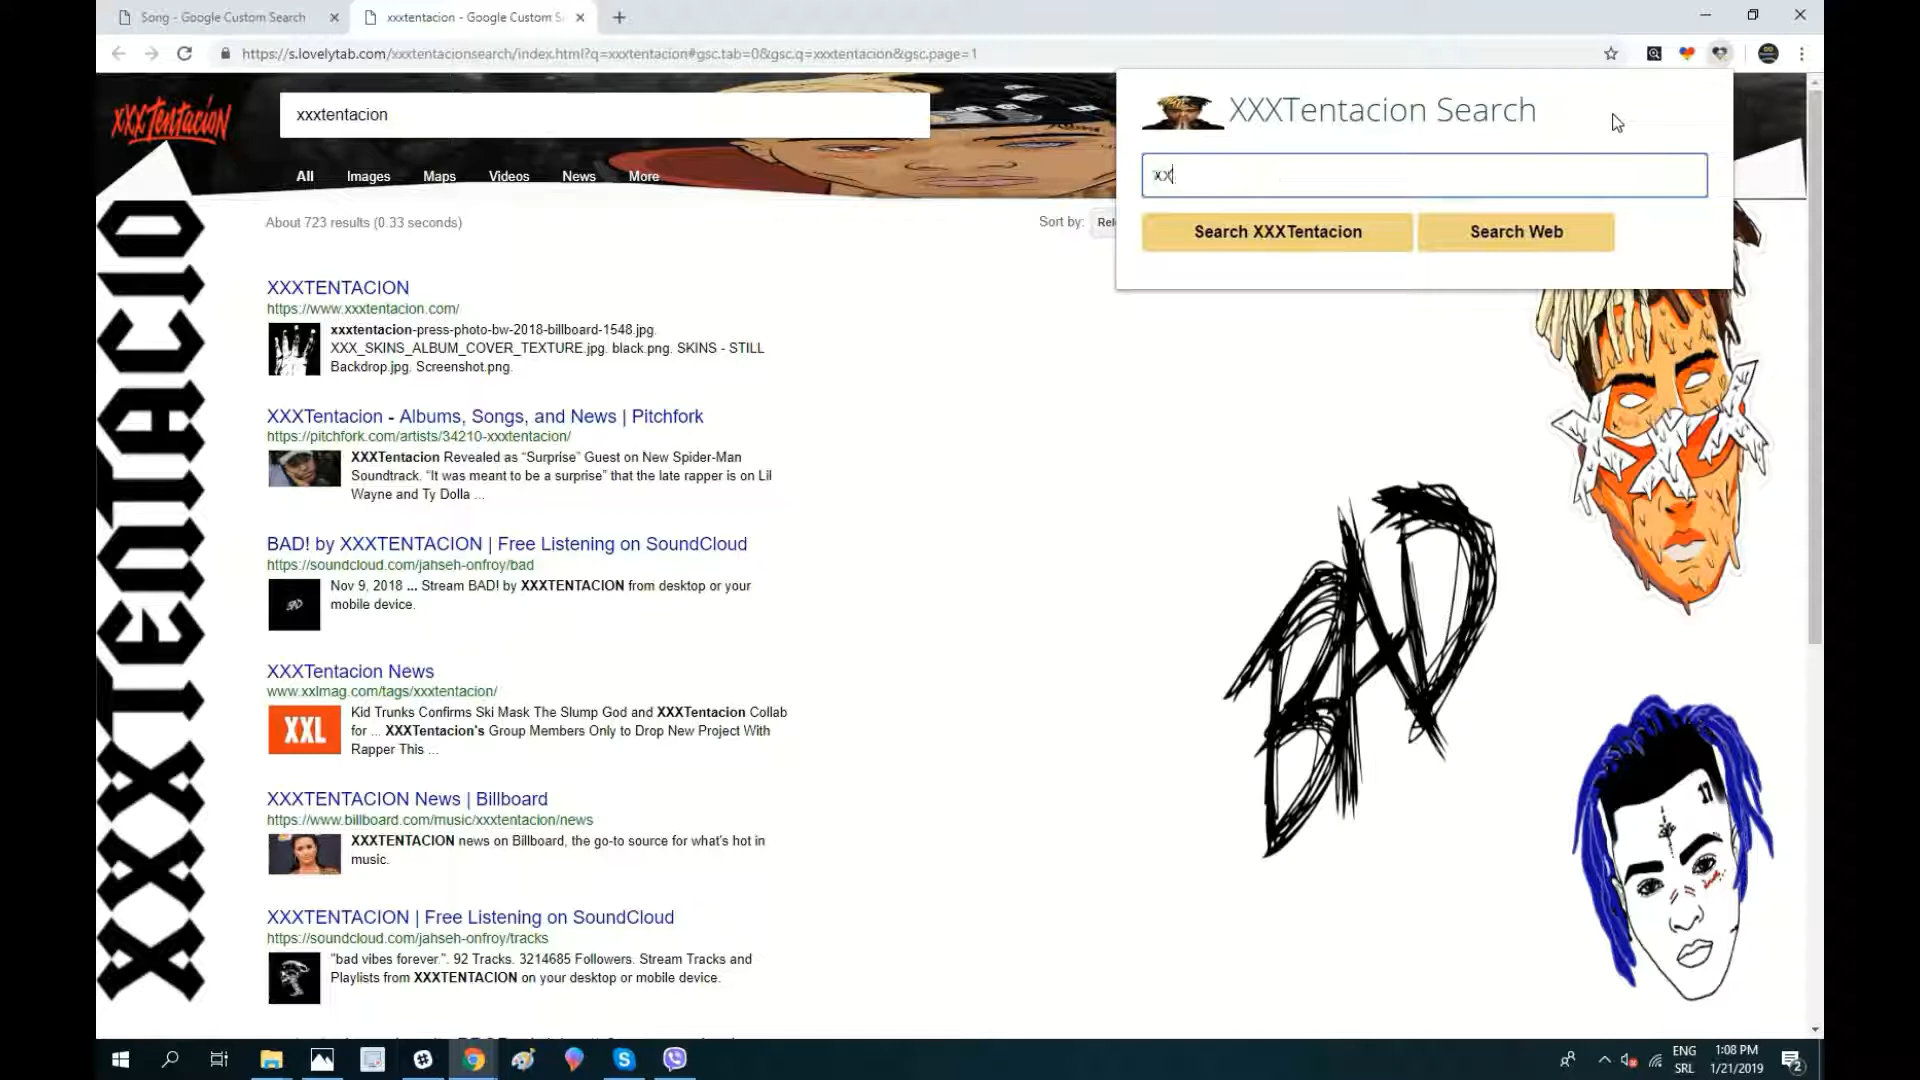 Song - Google Custom Search
xxxtentacion - Google Custom S
https://s.lovelytab.com/xxxtentacionsearch/index.html?q=xxxtentacion#gsc.tab=0&gsc.q=xxxtentacion&gsc.page=1
XXXTentacion
xxxtentacion
XXXTentacion Search
xx
Search XXXTentacion Search Web
All Images Maps Videos News More
About 723 results (0.33 seconds)
Sort by: Rel
XXXTENTACIO
XXXTENTACION
https://www.xxxtentacion.com/
xxxtentacion-press-photo-bw-2018-billboard-1548.jpg.
XXX_SKINS_ALBUM_COVER_TEXTURE.jpg. black.png. SKINS - STILL
Backdrop.jpg. Screenshot.png.
XXXTentacion - Albums, Songs, and News | Pitchfork
https://pitchfork.com/artists/34210-xxxtentacion/
XXXTentacion Revealed as “Surprise” Guest on New Spider-Man
Soundtrack. “It was meant to be a surprise” that the late rapper is on Lil
Wayne and Ty Dolla ...
BAD! by XXXTENTACION | Free Listening on SoundCloud
https://soundcloud.com/jahseh-onfroy/bad
BAD
Nov 9, 2018 ... Stream BAD! by XXXTENTACION from desktop or your
mobile device.
XXXTentacion News
www.xxlmag.com/tags/xxxtentacion/
XXL
Kid Trunks Confirms Ski Mask The Slump God and XXXTentacion Collab
for ... XXXTentacion's Group Members Only to Drop New Project With
Rapper This ...
XXXTENTACION News | Billboard
https://www.billboard.com/music/xxxtentacion/news
XXXTENTACION news on Billboard, the go-to source for what's hot in
music.
XXXTENTACION | Free Listening on SoundCloud
https://soundcloud.com/jahseh-onfroy/tracks
"bad vibes forever.". 92 Tracks. 3214685 Followers. Stream Tracks and
Playlists from XXXTENTACION on your desktop or mobile device.
XXX
BAD
17
ENG
SRL
1:08 PM
1/21/2019
2